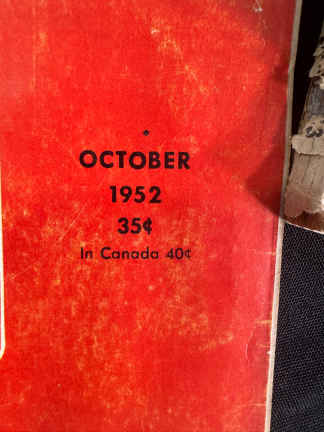 OCTOBER
1952
35¢
In Canada 40¢